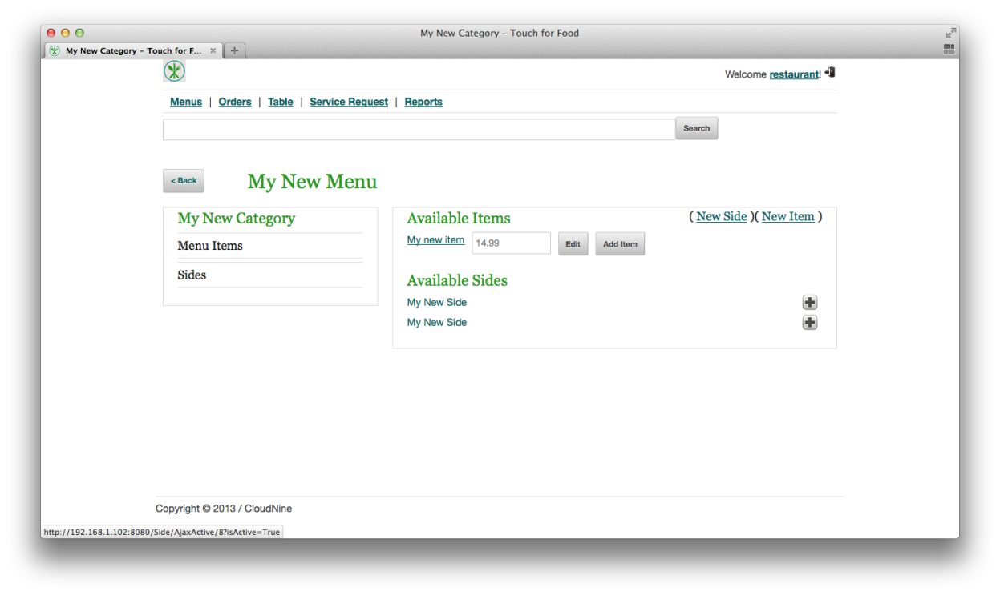 My New Category – Touch for Food
My New Category – Touch for F...
Welcome restaurant!
Menus | Orders | Table | Service Request | Reports
Search
< Back
My New Menu
My New Category
Menu Items
Sides
Available Items
( New Side )( New Item )
My new item 14.99 Edit Add Item
Available Sides
My New Side
My New Side
Copyright © 2013 / CloudNine
http://192.168.1.102:8080/Side/AjaxActive/8?isActive=True